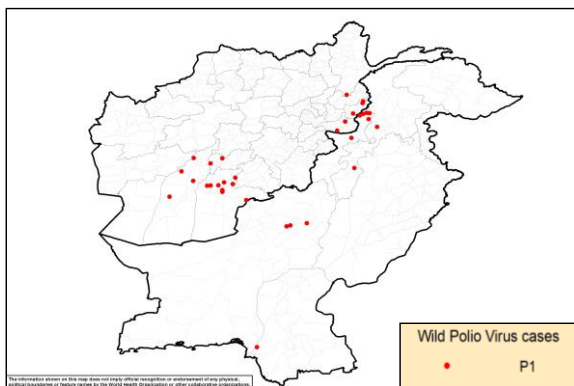 Wild Polio Virus cases
P1
The information shown on this map does not imply official recognition or endorsement of any physical,
political boundaries or feature names by the World Health Organization or other collaborative organizations.